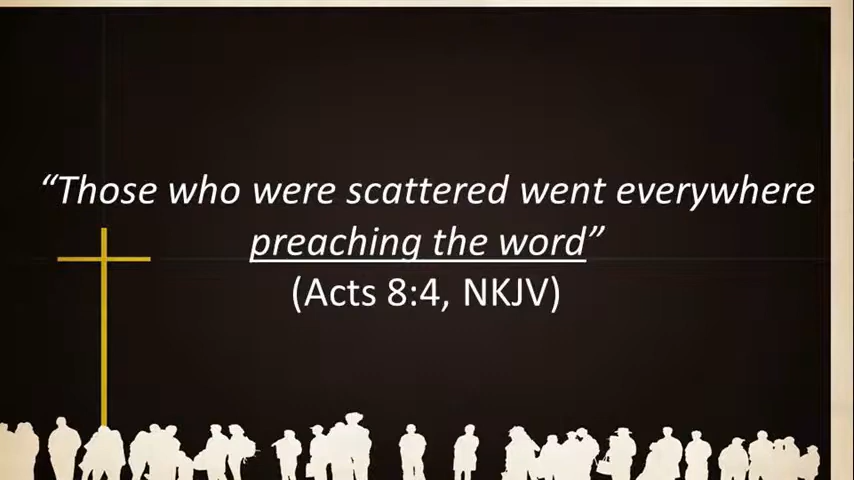 “Those who were scattered went everywhere
preaching the word”
(Acts 8:4, NKJV)